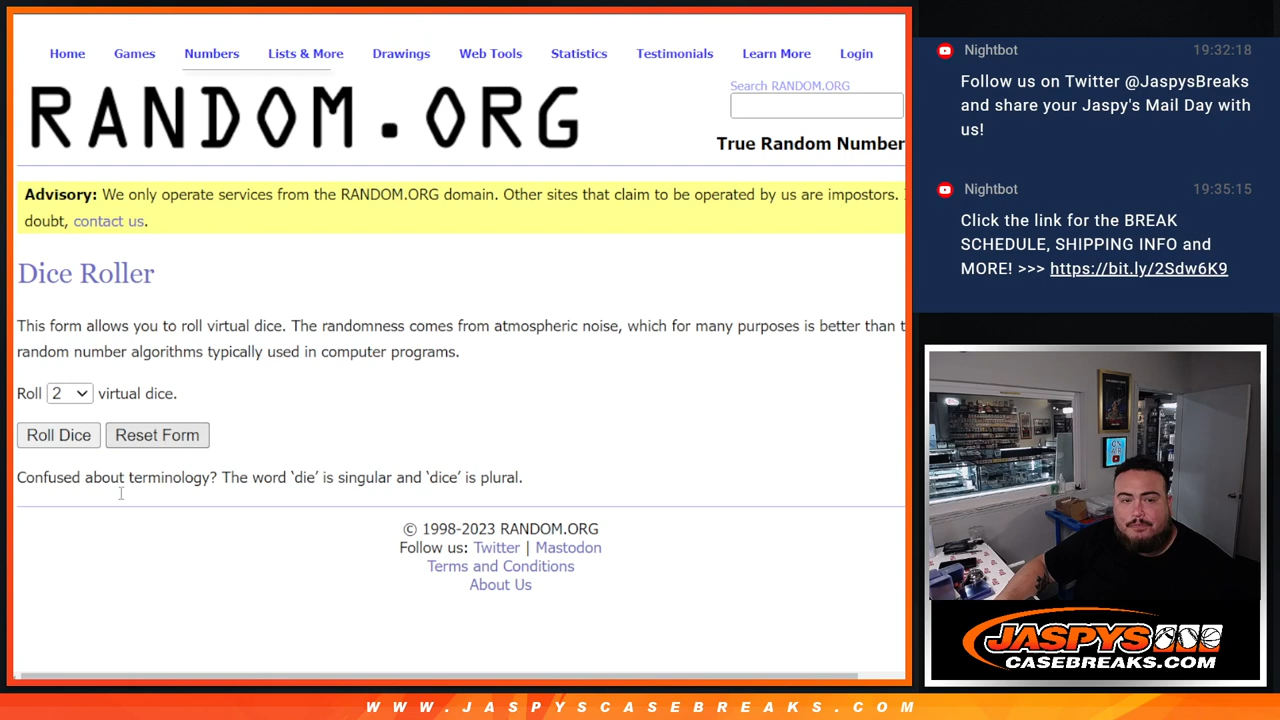 Home Games Numbers Lists & More Drawings Web Tools Statistics Testimonials Learn More Login
RANDOM.ORG
Search RANDOM.ORG
True Random Number
Advisory: We only operate services from the RANDOM.ORG domain. Other sites that claim to be operated by us are impostors.
doubt, contact us.
Dice Roller
This form allows you to roll virtual dice. The randomness comes from atmospheric noise, which for many purposes is better than t
random number algorithms typically used in computer programs.
Roll 2 virtual dice.
Roll Dice Reset Form
Confused about terminology? The word ‘die’ is singular and ‘dice’ is plural.
© 1998-2023 RANDOM.ORG
Follow us: Twitter | Mastodon
Terms and Conditions
About Us
Nightbot 19:32:18
Follow us on Twitter @JaspysBreaks
and share your Jaspy's Mail Day with
us!
Nightbot 19:35:15
Click the link for the BREAK
SCHEDULE, SHIPPING INFO and
MORE! >>> https://bit.ly/2Sdw6K9
JASPYS
CASEBREAKS.COM
WWW.JASPYSCASEBREAKS.COM